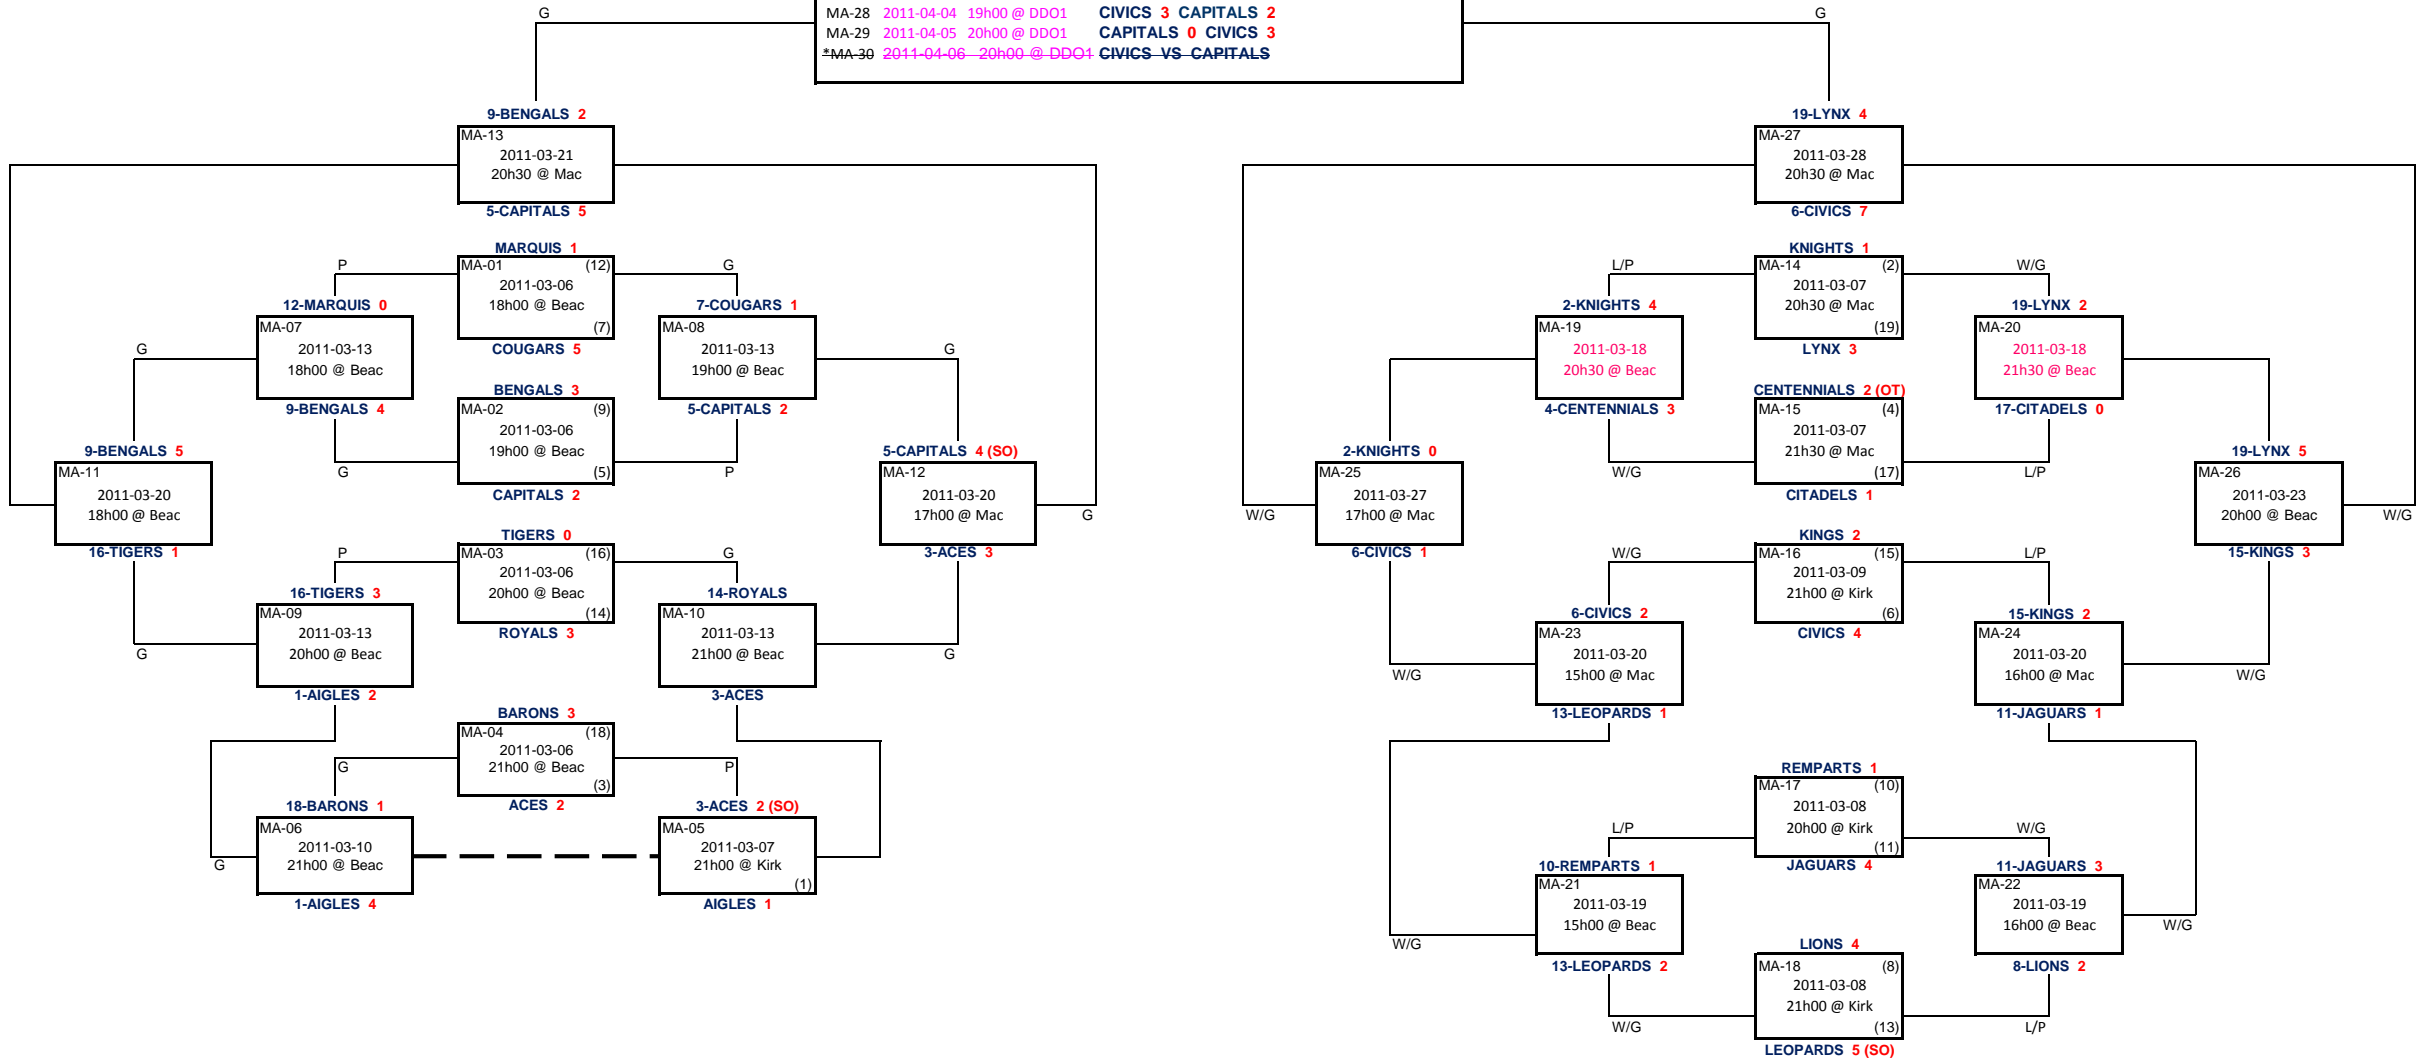 G
MA-28 2011-04-04 19h00 @ DDO1 CIVICS 3 CAPITALS 2
G
MA-29 2011-04-05 20h00 @ DDO1 CAPITALS 0 CIVICS 3
*MA-30 2011-04-06 20h00 @ DDO1 CIVICS VS CAPITALS
9-BENGALS 2
MA-13
2011-03-21
20h30 @ Mac
5-CAPITALS 5
MARQUIS 1
MA-01 (12)
2011-03-06
18h00 @ Beac
(7)
COUGARS 5
P
G
12-MARQUIS 0
MA-07
2011-03-13
18h00 @ Beac
9-BENGALS 4
7-COUGARS 1
MA-08
2011-03-13
19h00 @ Beac
5-CAPITALS 2
BENGALS 3
MA-02 (9)
2011-03-06
19h00 @ Beac
(5)
CAPITALS 2
G
P
G
G
9-BENGALS 5
MA-11
2011-03-20
18h00 @ Beac
16-TIGERS 1
5-CAPITALS 4 (SO)
MA-12
2011-03-20
17h00 @ Mac
3-ACES 3
G
TIGERS 0
MA-03 (16)
2011-03-06
20h00 @ Beac
(14)
ROYALS 3
P
G
16-TIGERS 3
MA-09
2011-03-13
20h00 @ Beac
1-AIGLES 2
14-ROYALS
MA-10
2011-03-13
21h00 @ Beac
3-ACES
G
G
BARONS 3
MA-04 (18)
2011-03-06
21h00 @ Beac
(3)
ACES 2
G
P
18-BARONS 1
MA-06
2011-03-10
21h00 @ Beac
1-AIGLES 4
G
3-ACES 2 (SO)
MA-05
2011-03-07
21h00 @ Kirk
(1)
AIGLES 1
19-LYNX 4
MA-27
2011-03-28
20h30 @ Mac
6-CIVICS 7
KNIGHTS 1
MA-14 (2)
2011-03-07
20h30 @ Mac
(19)
LYNX 3
L/P
W/G
2-KNIGHTS 4
MA-19
2011-03-18
20h30 @ Beac
4-CENTENNIALS 3
19-LYNX 2
MA-20
2011-03-18
21h30 @ Beac
17-CITADELS 0
CENTENNIALS 2 (OT)
MA-15 (4)
2011-03-07
21h30 @ Mac
(17)
CITADELS 1
W/G
L/P
2-KNIGHTS 0
MA-25
2011-03-27
17h00 @ Mac
6-CIVICS 1
W/G
19-LYNX 5
MA-26
2011-03-23
20h00 @ Beac
15-KINGS 3
W/G
KINGS 2
MA-16 (15)
2011-03-09
21h00 @ Kirk
(6)
CIVICS 4
W/G
L/P
6-CIVICS 2
MA-23
2011-03-20
15h00 @ Mac
13-LEOPARDS 1
W/G
15-KINGS 2
MA-24
2011-03-20
16h00 @ Mac
11-JAGUARS 1
W/G
REMPARTS 1
MA-17 (10)
2011-03-08
20h00 @ Kirk
(11)
JAGUARS 4
L/P
W/G
10-REMPARTS 1
MA-21
2011-03-19
15h00 @ Beac
13-LEOPARDS 2
W/G
11-JAGUARS 3
MA-22
2011-03-19
16h00 @ Beac
8-LIONS 2
W/G
LIONS 4
MA-18 (8)
2011-03-08
21h00 @ Kirk
(13)
LEOPARDS 5 (SO)
W/G
L/P